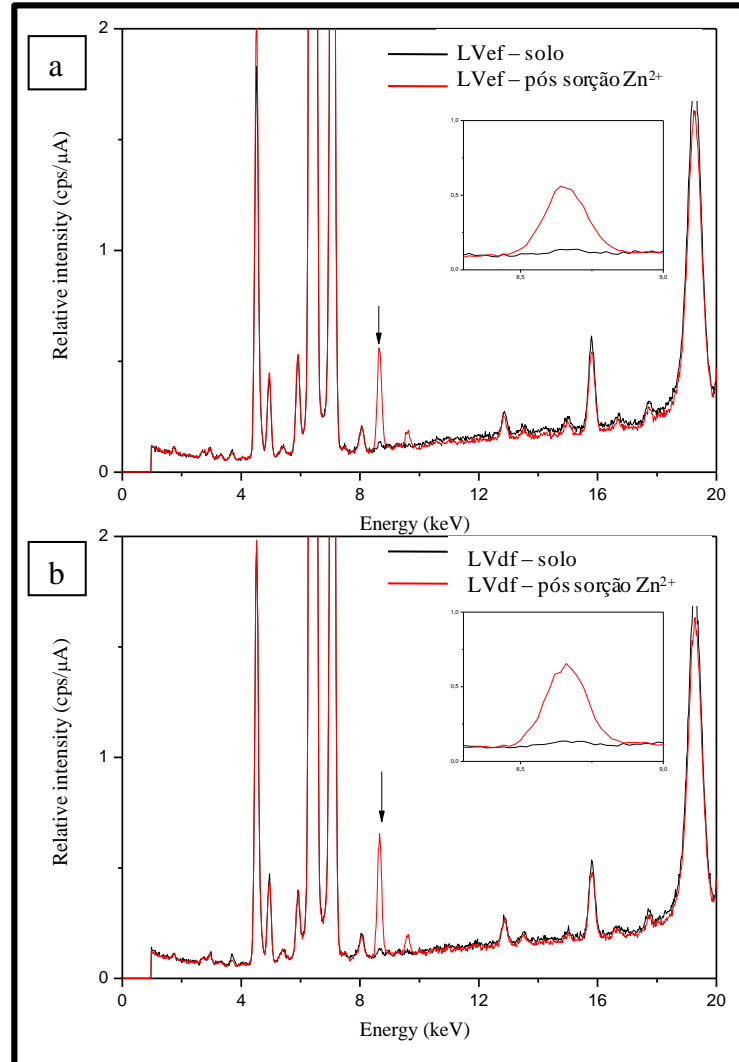 a
2
1
0
Relative intensity (cps/µA)
LVef – solo
LVef – pós sorção Zn²⁺
1,0
0,5
0,0
8,5
9,0
0
4
8
12
16
20
Energy (keV)
b
2
1
0
Relative intensity (cps/µA)
LVdf – solo
LVdf – pós sorção Zn²⁺
1,0
0,5
0,0
8,5
9,0
0
4
8
12
16
20
Energy (keV)